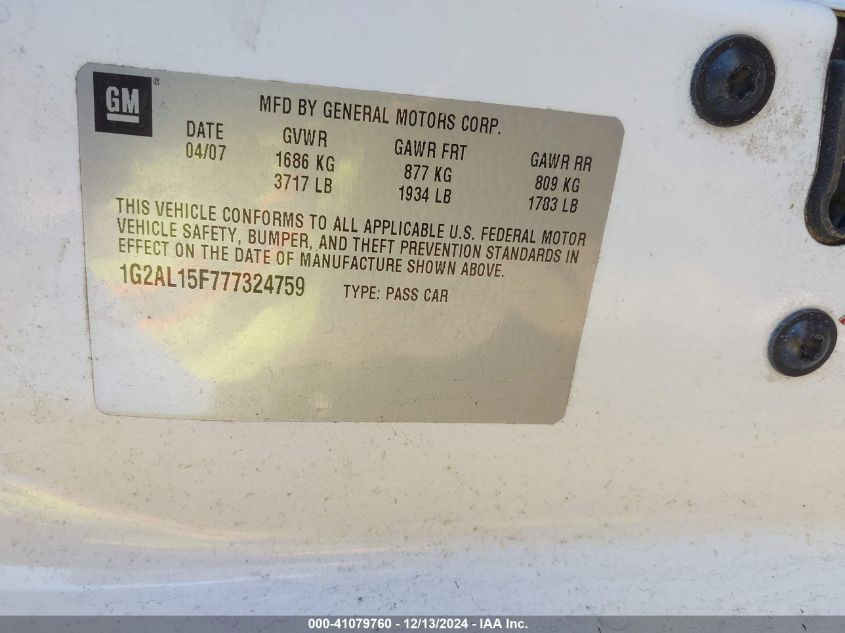 GM®
MFD BY GENERAL MOTORS CORP.
DATE GVWR GAWR FRT GAWR RR
04/07 1686 KG 877 KG 809 KG
3717 LB 1934 LB 1783 LB
THIS VEHICLE CONFORMS TO ALL APPLICABLE U.S. FEDERAL MOTOR
VEHICLE SAFETY, BUMPER, AND THEFT PREVENTION STANDARDS IN
EFFECT ON THE DATE OF MANUFACTURE SHOWN ABOVE.
1G2AL15F777324759 TYPE: PASS CAR
000-41079760 - 12/13/2024 - IAA Inc.